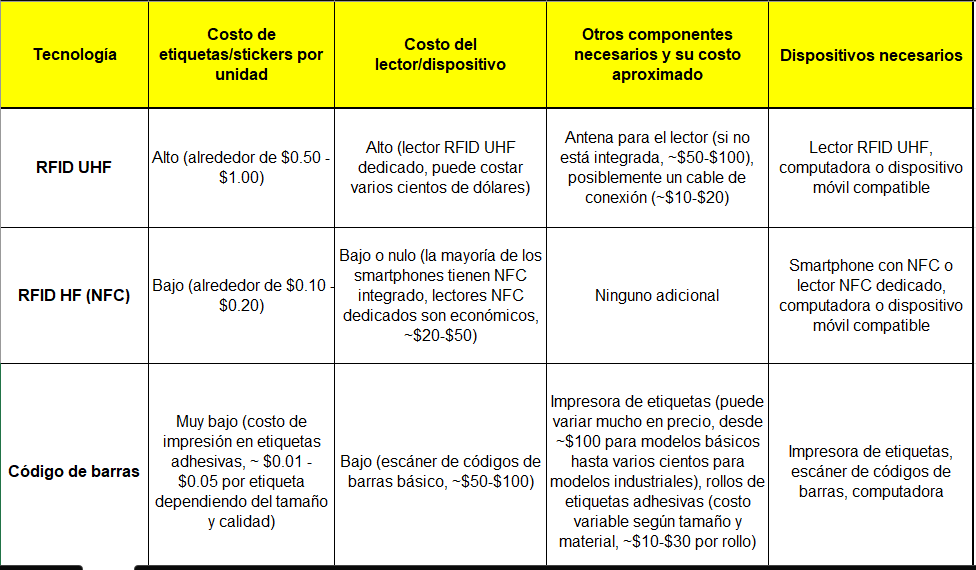 Tecnología
Costo de
etiquetas/stickers por
unidad
Costo del
lector/dispositivo
Otros componentes
necesarios y su costo
aproximado
Dispositivos necesarios
RFID UHF
Alto (alrededor de $0.50 -
$1.00)
Alto (lector RFID UHF
dedicado, puede costar
varios cientos de dólares)
Antena para el lector (si no
está integrada, ~$50-$100),
posiblemente un cable de
conexión (~$10-$20)
Lector RFID UHF,
computadora o dispositivo
móvil compatible
RFID HF (NFC)
Bajo (alrededor de $0.10 -
$0.20)
Bajo o nulo (la mayoría de los
smartphones tienen NFC
integrado, lectores NFC
dedicados son económicos,
~$20-$50)
Ninguno adicional
Smartphone con NFC o
lector NFC dedicado,
computadora o dispositivo
móvil compatible
Código de barras
Muy bajo (costo de
impresión en etiquetas
adhesivas, ~ $0.01 -
$0.05 por etiqueta
dependiendo del tamaño
y calidad)
Bajo (escáner de códigos de
barras básico, ~$50-$100)
Impresora de etiquetas (puede
variar mucho en precio, desde
~$100 para modelos básicos
hasta varios cientos para
modelos industriales), rollos de
etiquetas adhesivas (costo
variable según tamaño y
material, ~$10-$30 por rollo)
Impresora de etiquetas,
escáner de códigos de
barras, computadora